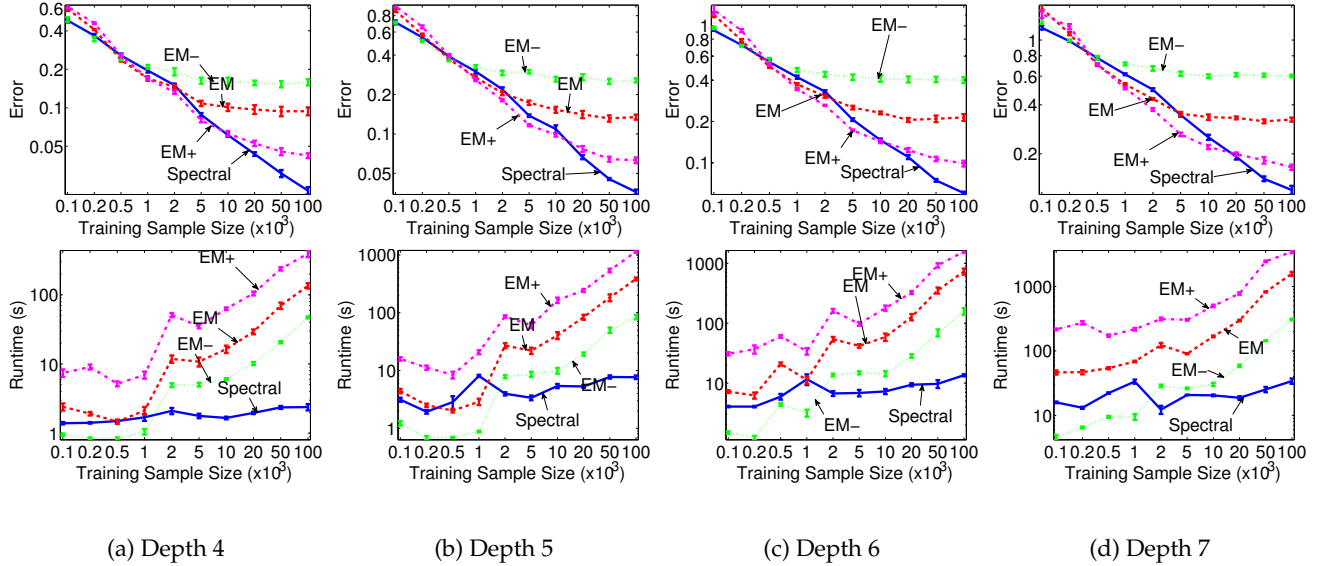 0.6
0.4
0.2
0.1
0.05
Error
EM−
EM
EM+
Spectral
0.1 0.2 0.5 1 2 5 10 20 50 100
Training Sample Size (x10³)
0.8
0.6
0.4
0.2
0.1
0.05
Error
EM−
EM
EM+
Spectral
0.1 0.2 0.5 1 2 5 10 20 50 100
Training Sample Size (x10³)
1
0.8
0.6
0.4
0.2
0.1
Error
EM−
EM
EM+
Spectral
0.1 0.2 0.5 1 2 5 10 20 50 100
Training Sample Size (x10³)
1
0.8
0.6
0.4
0.2
Error
EM−
EM
EM+
Spectral
0.1 0.2 0.5 1 2 5 10 20 50 100
Training Sample Size (x10³)
100
10
1
Runtime (s)
EM+
EM
EM−
Spectral
0.1 0.2 0.5 1 2 5 10 20 50 100
Training Sample Size (x10³)
1000
100
10
1
Runtime (s)
EM+
EM
EM−
Spectral
0.1 0.2 0.5 1 2 5 10 20 50 100
Training Sample Size (x10³)
1000
100
10
Runtime (s)
EM+
EM
Spectral
EM−
0.1 0.2 0.5 1 2 5 10 20 50 100
Training Sample Size (x10³)
1000
100
10
Runtime (s)
EM+
EM
EM−
Spectral
0.1 0.2 0.5 1 2 5 10 20 50 100
Training Sample Size (x10³)
(a) Depth 4
(b) Depth 5
(c) Depth 6
(d) Depth 7